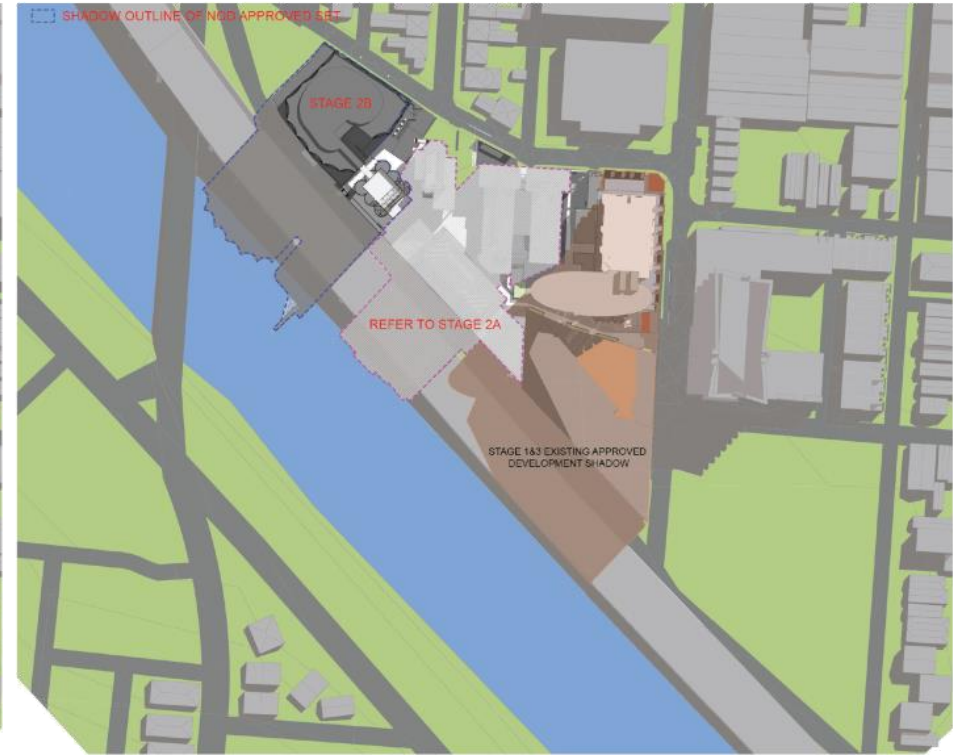 SHADOW OUTLINE OF NOD APPROVED SET
STAGE 2B
REFER TO STAGE 2A
STAGE 1&3 EXISTING APPROVED
DEVELOPMENT SHADOW